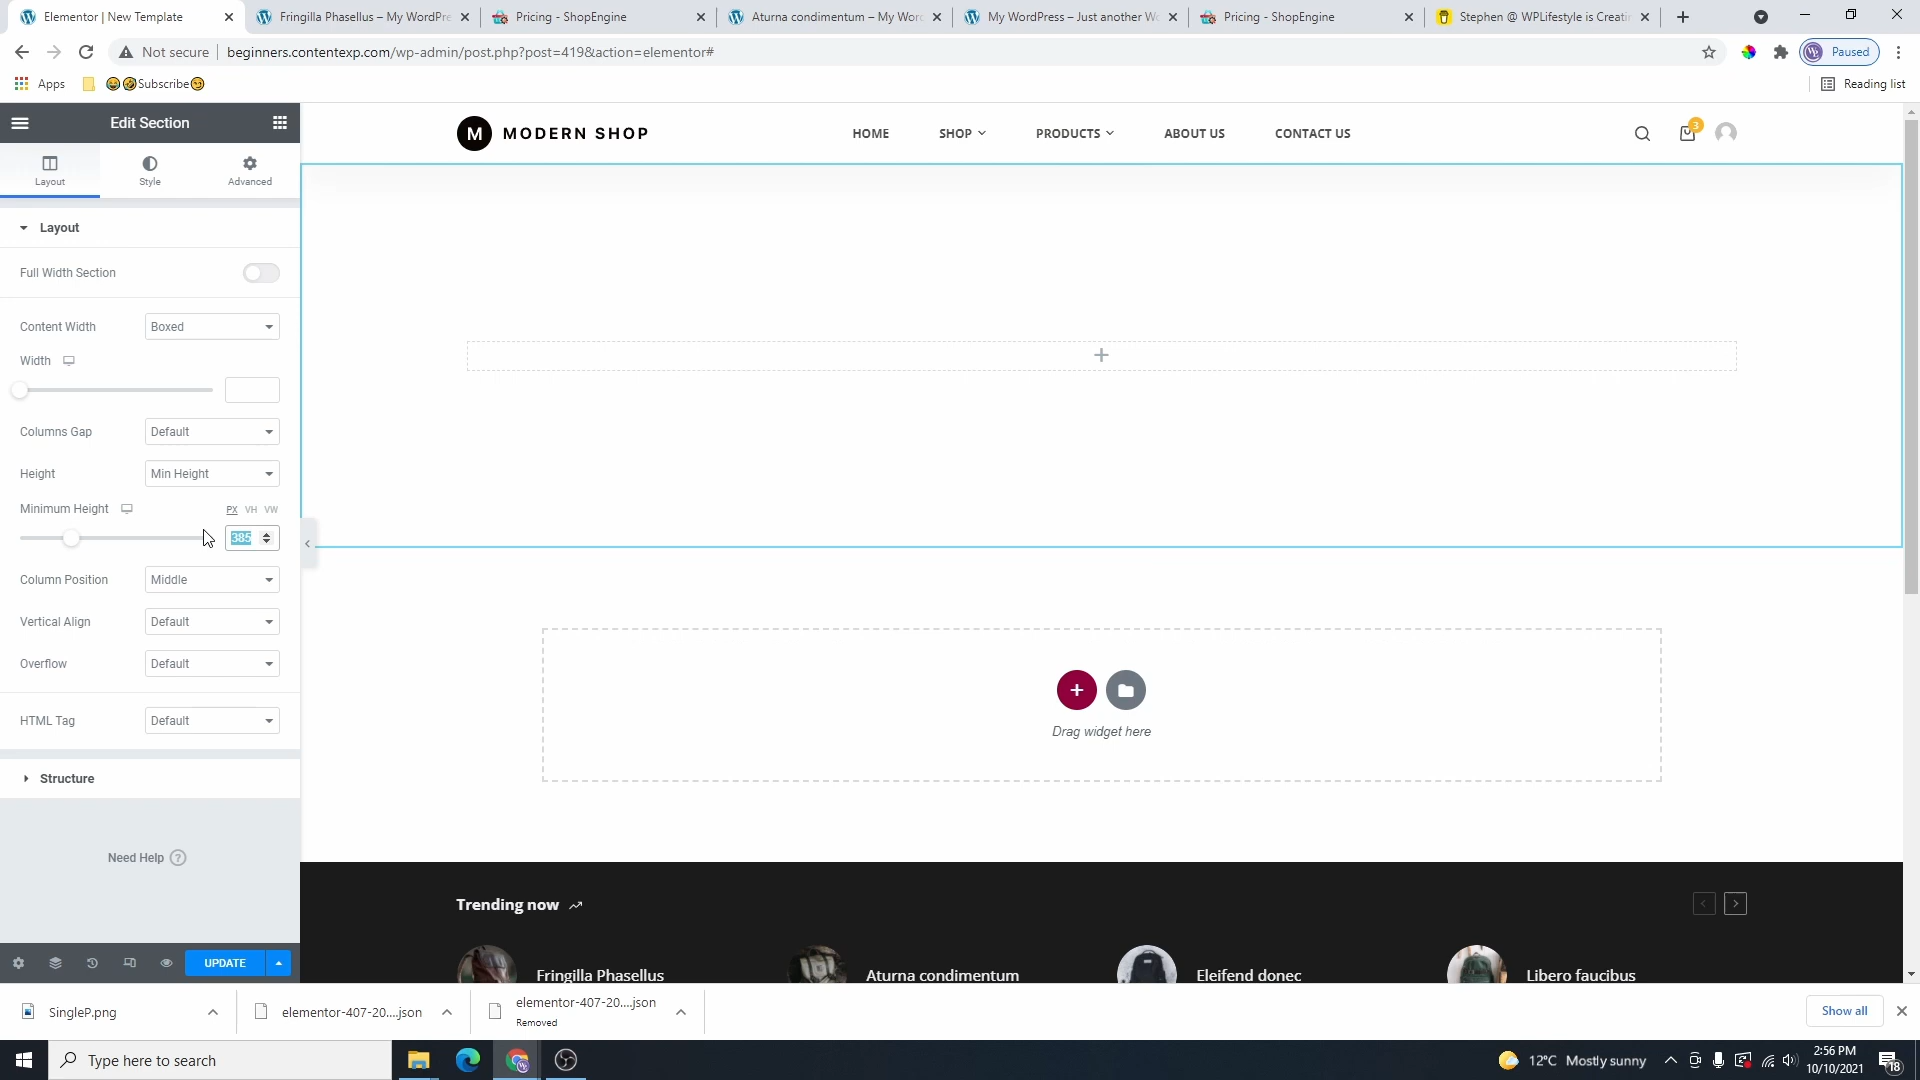 Elementor | New Template
Fringilla Phasellus – My WordPre
Pricing - ShopEngine
Aturna condimentum – My Worc
My WordPress – Just another Wo
Pricing - ShopEngine
Stephen @ WPLifestyle is Creatin
Not secure
beginners.contentexp.com/wp-admin/post.php?post=419&action=elementor#
Paused
Apps
😂🤣Subscribe😏
Reading list
Edit Section
Layout
Style
Advanced
M MODERN SHOP
HOME
SHOP
PRODUCTS
ABOUT US
CONTACT US
3
Layout
Full Width Section
Content Width
Boxed
Width
Columns Gap
Default
Height
Min Height
Minimum Height
PX VH VW
385
Column Position
Middle
Vertical Align
Default
Overflow
Default
HTML Tag
Default
Structure
Need Help ?
UPDATE
Drag widget here
Trending now
Fringilla Phasellus
Aturna condimentum
Eleifend donec
Libero faucibus
SingleP.png
elementor-407-20....json
elementor-407-20....json
Removed
Show all
Type here to search
12°C Mostly sunny
2:56 PM
10/10/2021
18